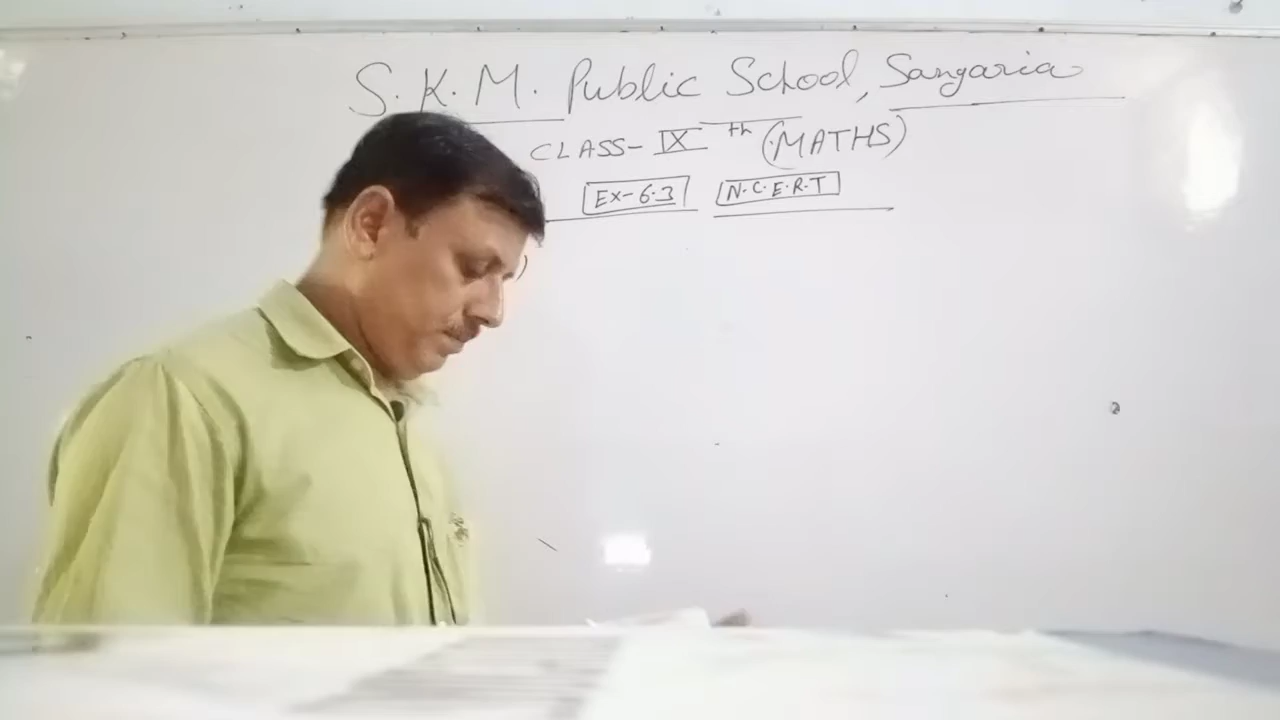 S.K.M. Public School, Sangaria
CLASS-IX th (MATHS)
Ex-6.3 N.C.E.R.T
)